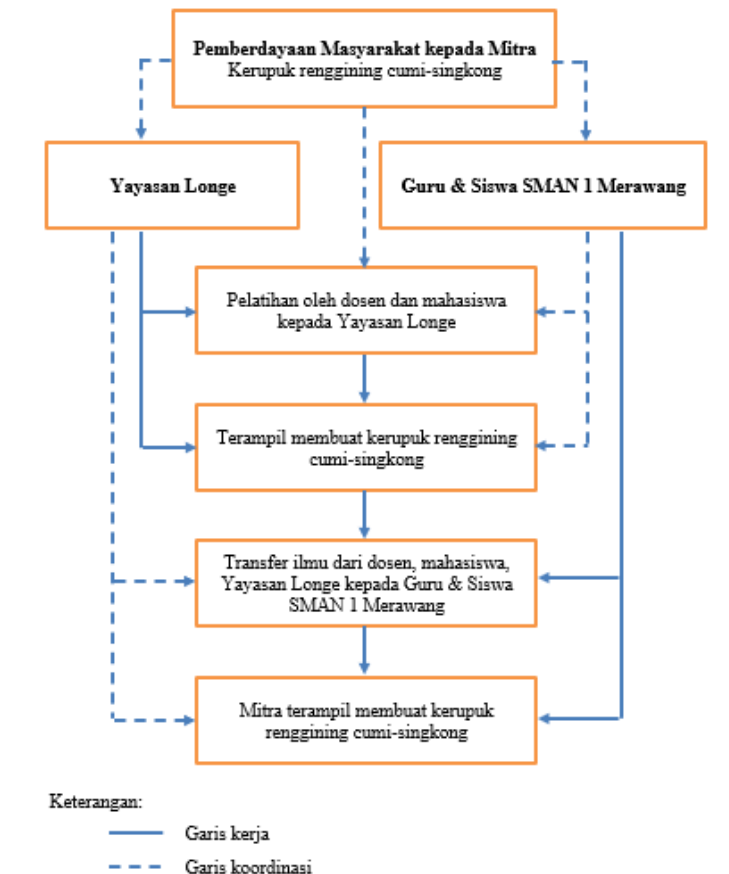 Pemberdayaan Masyarakat kepada Mitra
Kerupuk renggining cumi-singkong
Yayasan Longe
Guru & Siswa SMAN 1 Merawang
Pelatihan oleh dosen dan mahasiswa
kepada Yayasan Longe
Terampil membuat kerupuk renggining
cumi-singkong
Transfer ilmu dari dosen, mahasiswa,
Yayasan Longe kepada Guru & Siswa
SMAN 1 Merawang
Mitra terampil membuat kerupuk
renggining cumi-singkong
Keterangan:
Garis kerja
Garis koordinasi